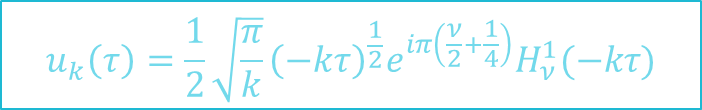 u_k(τ) = \frac{1}{2}\sqrt{\frac{π}{k}}(-kτ)^{\frac{1}{2}}e^{iπ(\frac{ν}{2}+\frac{1}{4})}H_ν^1(-kτ)